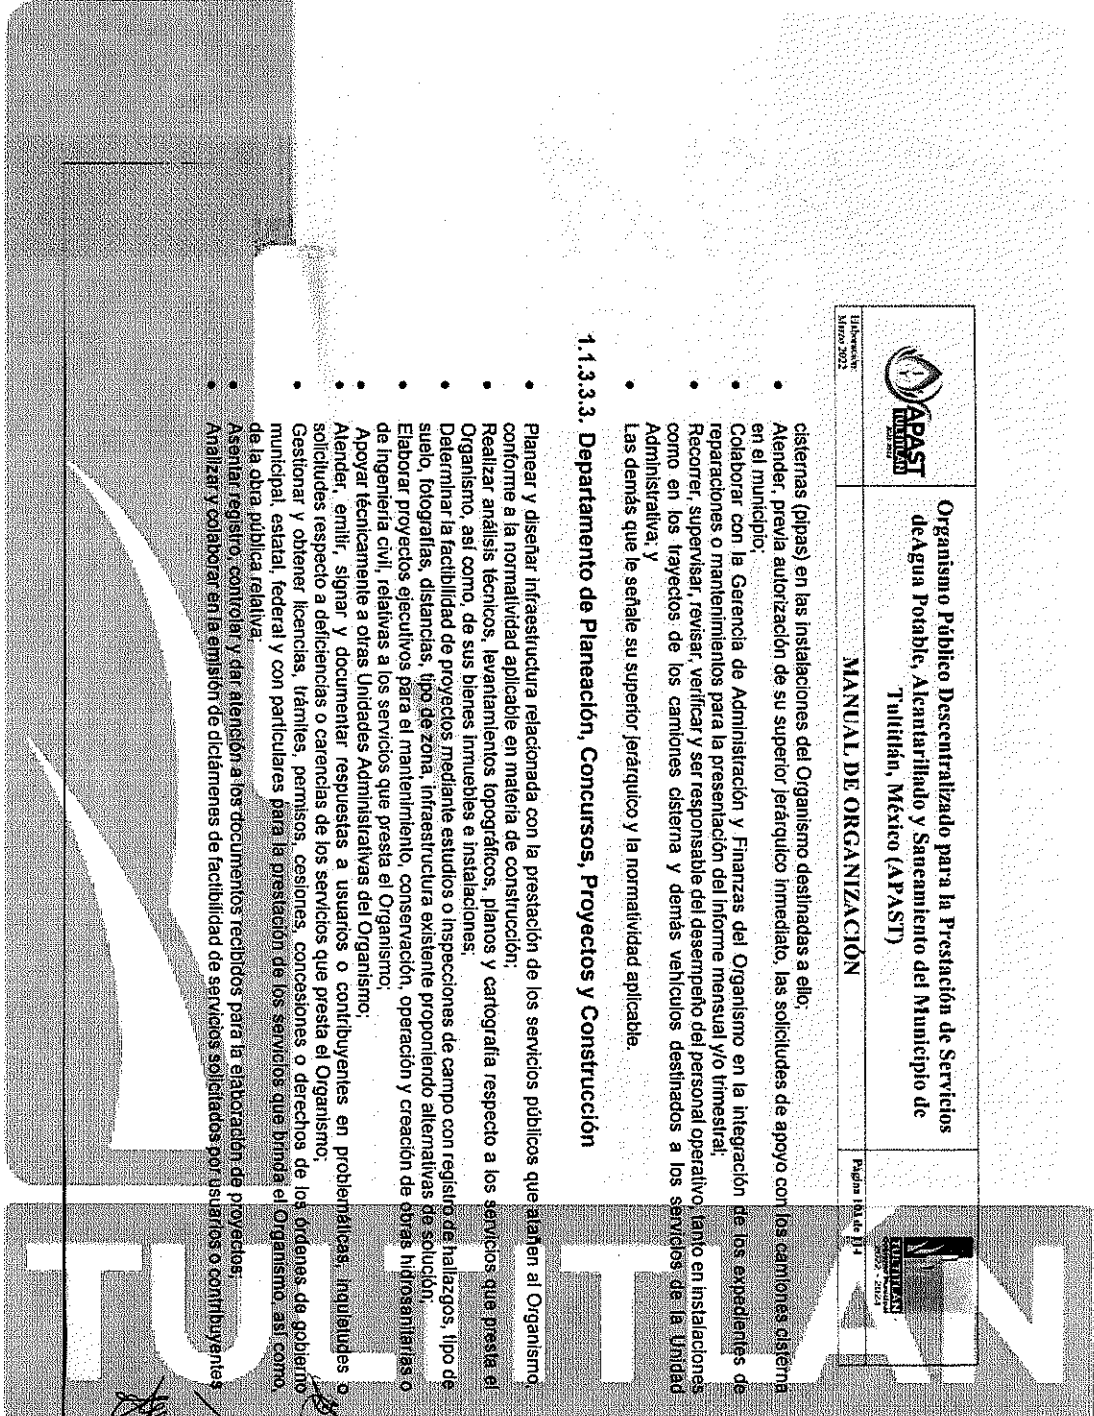 APAST
TULTITLÁN
Organismo Público Descentralizado para la Prestación de Servicios
deAgua Potable, Alcantarillado y Saneamiento del Municipio de
Tultitlán, México (APAST)
TULTITLÁN
2022 - 2024
Elaboración:
Marzo 2022
MANUAL DE ORGANIZACIÓN
Página 101 de 114
cisternas (pipas) en las instalaciones del Organismo destinadas a ello;
• Atender, previa autorización de su superior jerárquico inmediato, las solicitudes de apoyo con los camiones cisterna
en el municipio;
• Colaborar con la Gerencia de Administración y Finanzas del Organismo en la integración de los expedientes de
reparaciones o mantenimientos para la presentación del informe mensual y/o trimestral;
• Recorrer, supervisar, revisar, verificar y ser responsable del desempeño del personal operativo, tanto en instalaciones
como en los trayectos de los camiones cisterna y demás vehículos destinados a los servicios de la Unidad
Administrativa; y
• Las demás que le señale su superior jerárquico y la normatividad aplicable.
1.1.3.3.3. Departamento de Planeación, Concursos, Proyectos y Construcción
• Planear y diseñar infraestructura relacionada con la prestación de los servicios públicos que atañen al Organismo,
conforme a la normatividad aplicable en materia de construcción;
• Realizar análisis técnicos, levantamientos topográficos, planos y cartografía respecto a los servicios que presta el
Organismo, así como, de sus bienes inmuebles e instalaciones;
• Determinar la factibilidad de proyectos mediante estudios o inspecciones de campo con registro de hallazgos, tipo de
suelo, fotografías, distancias, tipo de zona, infraestructura existente proponiendo alternativas de solución;
• Elaborar proyectos ejecutivos para el mantenimiento, conservación, operación y creación de obras hidrosanitarias o
de ingeniería civil, relativas a los servicios que presta el Organismo;
• Apoyar técnicamente a otras Unidades Administrativas del Organismo;
• Atender, emitir, signar y documentar respuestas a usuarios o contribuyentes en problemáticas, inquietudes o
solicitudes respecto a deficiencias o carencias de los servicios que presta el Organismo;
• Gestionar y obtener licencias, trámites, permisos, cesiones, concesiones o derechos de los órdenes de gobierno
municipal, estatal, federal y con particulares para la prestación de los servicios que brinda el Organismo, así como,
de la obra pública relativa;
• Asentar registro, controlar y dar atención a los documentos recibidos para la elaboración de proyectos;
• Analizar y colaborar en la emisión de dictámenes de factibilidad de servicios solicitados por usuarios o contribuyentes
TULTITLÁN